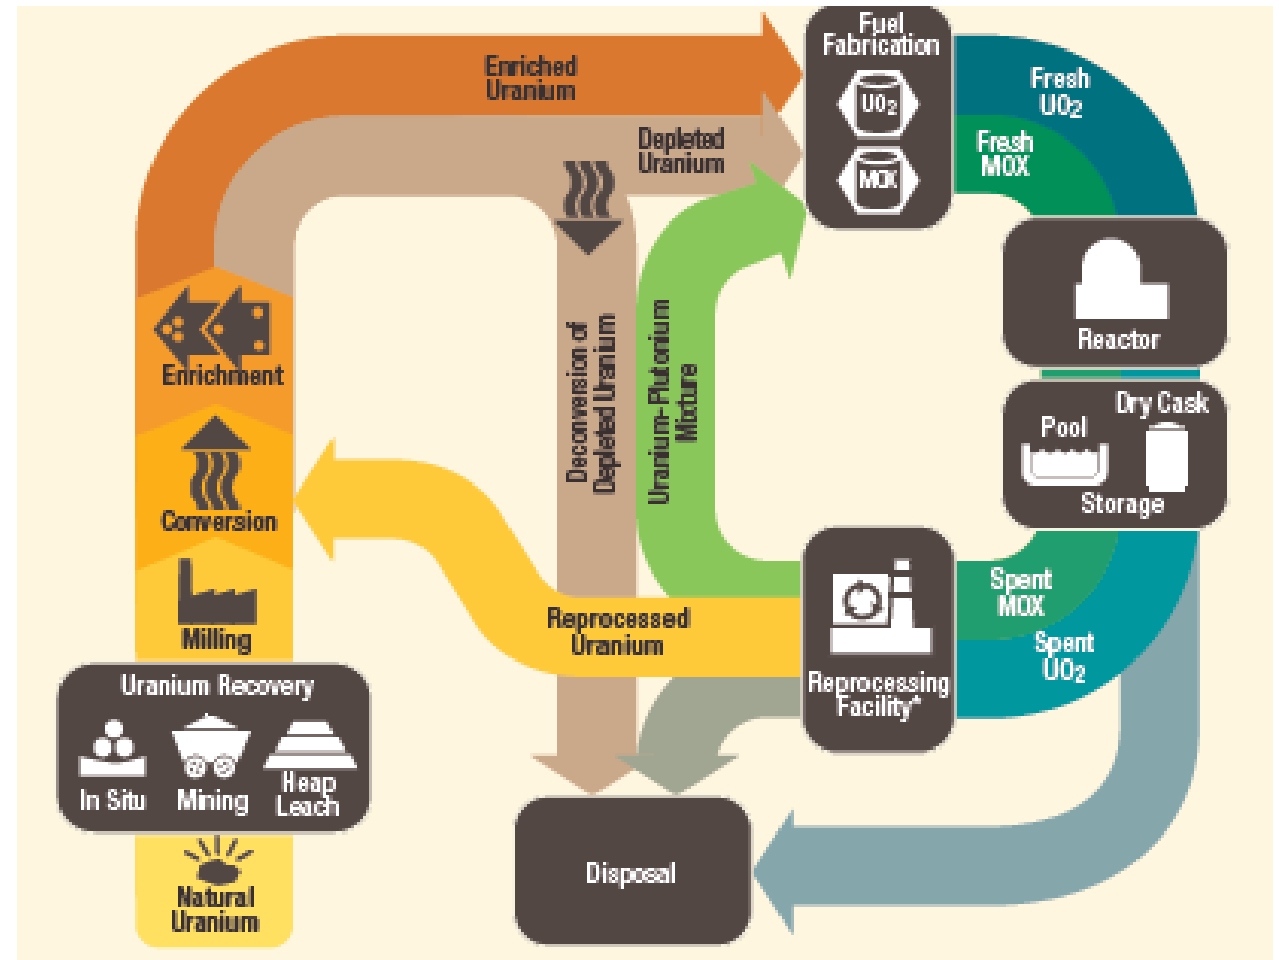 Fuel
Fabrication
UO2
MOX
Enriched
Uranium
Depleted
Uranium
Fresh
UO2
Fresh
MOX
Reactor
Dry Cask
Pool
Storage
Enrichment
Conversion
Milling
Uranium Recovery
In Situ
Mining
Heap
Leach
Natural
Uranium
Deconversion of
Depleted Uranium
Uranium-Plutonium
Mixture
Reprocessed
Uranium
Reprocessing
Facility*
Spent
MOX
Spent
UO2
Disposal